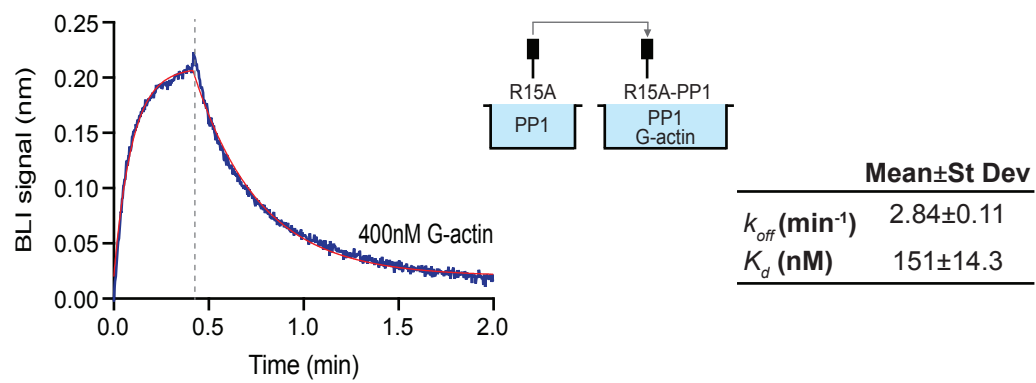 BLI signal (nm)
0.25
0.20
0.15
0.10
0.05
0.00
0.0
0.5
1.0
1.5
2.0
Time (min)
400nM G-actin
R15A
PP1
R15A-PP1
PP1
G-actin
Mean±St Dev
k_off (min⁻¹) 2.84±0.11
K_d (nM) 151±14.3